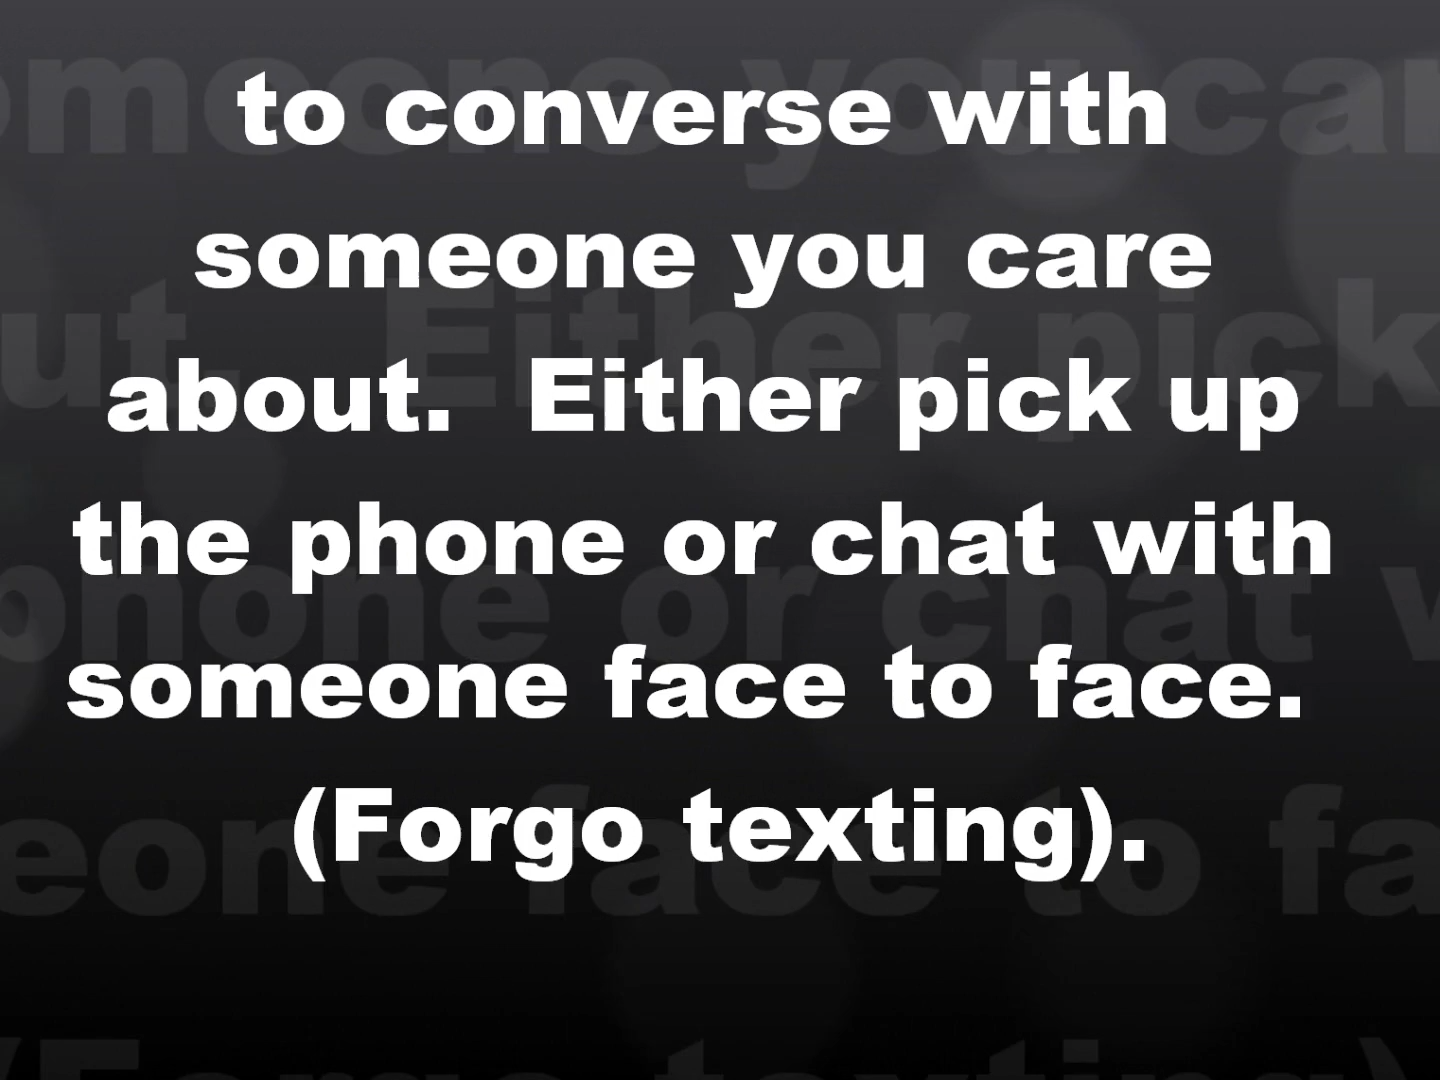 to converse with
someone you care
about.  Either pick up
the phone or chat with
someone face to face.
(Forgo texting).